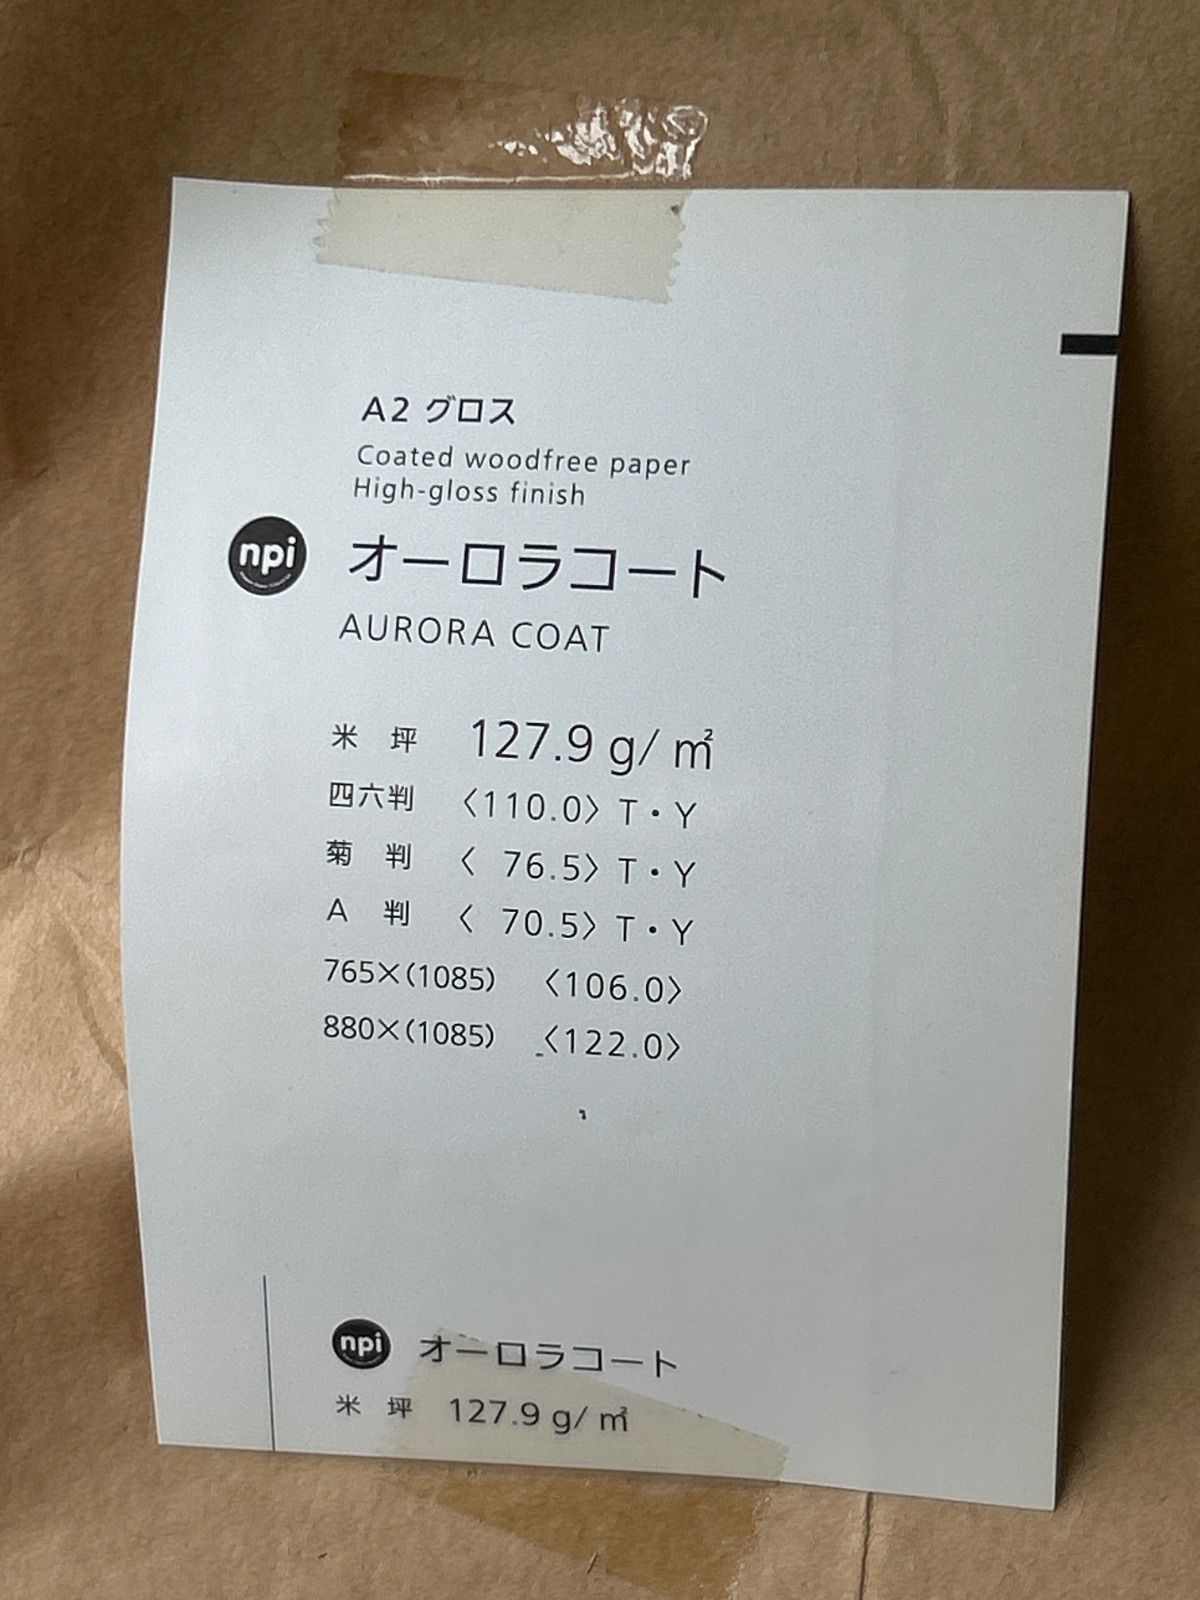 A2 グロス
Coated woodfree paper
High-gloss finish
npi オーロラコート
AURORA COAT
米 坪 127.9 g/㎡
四六判 〈110.0〉T・Y
菊 判 〈 76.5〉T・Y
A 判 〈 70.5〉T・Y
765×(1085) 〈106.0〉
880×(1085) 〈122.0〉
npi オーロラコート
米 坪 127.9 g/㎡